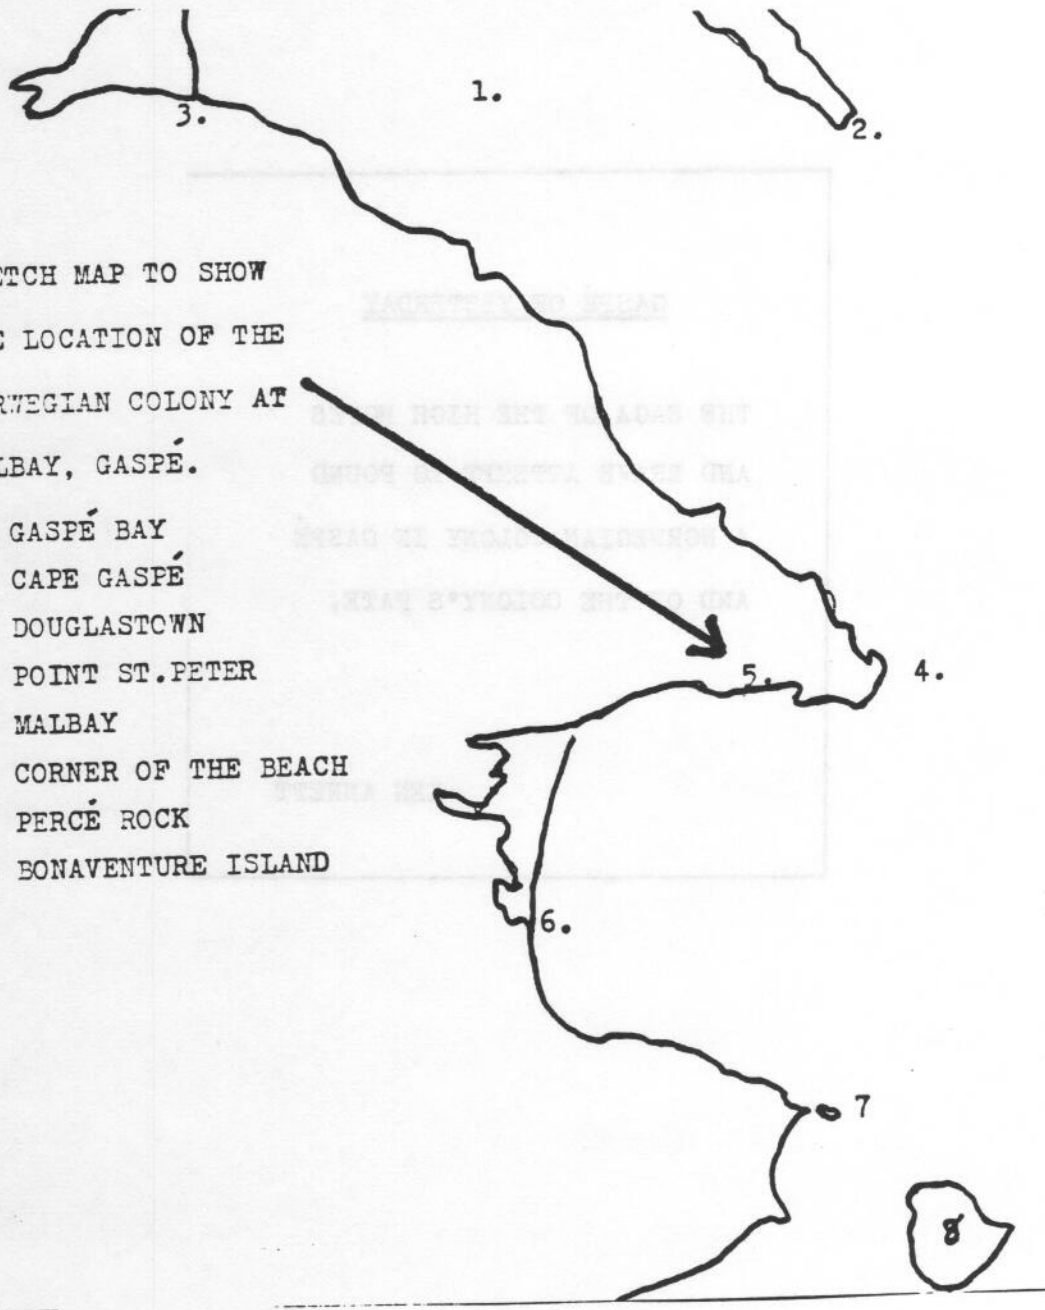 1.
2.
3.
ETCH MAP TO SHOW
E LOCATION OF THE
RWEGIAN COLONY AT
LBAY, GASPÉ.
GASPÉ BAY
CAPE GASPÉ
DOUGLASTOWN
POINT ST.PETER
MALBAY
CORNER OF THE BEACH
PERCÉ ROCK
BONAVENTURE ISLAND
4.
5.
6.
7
8